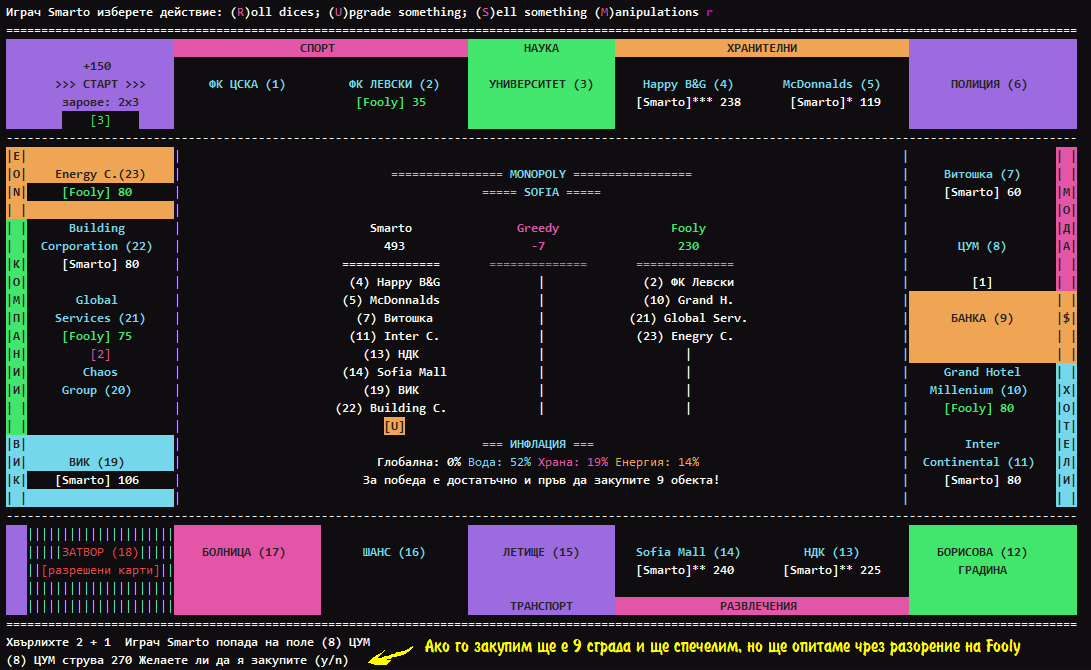 Играч Smarto изберете действие: (R)oll dices; (U)pgrade something; (S)ell something (M)anipulations r
СПОРТ НАУКА ХРАНИТЕЛНИ
+150
>>> СТАРТ >>> ФК ЦСКА (1) ФК ЛЕВСКИ (2) УНИВЕРСИТЕТ (3) Happy B&G (4) McDonnalds (5) ПОЛИЦИЯ (6)
зарове: 2x3 [Fooly] 35 [Smarto]*** 238 [Smarto]* 119
[3]
|E|
|O| Energy C.(23) ================ MONOPOLY ================= Витошка (7)
|N| [Fooly] 80 ===== SOFIA ===== [Smarto] 60 |М|
|О|
Building Smarto Greedy Fooly |Д|
Corporation (22) 493 -7 230 ЦУМ (8) |А|
|К| [Smarto] 80 ============== ============== ==============
|О| (4) Happy B&G | (2) ФК Левски [1]
|М| Global (5) McDonnalds | (10) Grand H.
|П| Services (21) (7) Витошка | (21) Global Serv. БАНКА (9) |$|
|А| [Fooly] 75 (11) Inter C. | (23) Enegry C.
|Н| [2] (13) НДК | |
|И| Chaos (14) Sofia Mall | | Grand Hotel
|И| Group (20) (19) ВИК | | Millenium (10) |Х|
(22) Building C. | | [Fooly] 80 |О|
[U] |Т|
|В| === ИНФЛАЦИЯ === Inter |Е|
|И| ВИК (19) Глобална: 0% Вода: 52% Храна: 19% Енергия: 14% Continental (11) |Л|
|К| [Smarto] 106 За победа е достатъчно и пръв да закупите 9 обекта! [Smarto] 80 |И|
ЗАТВОР (18) БОЛНИЦА (17) ШАНС (16) ЛЕТИЩЕ (15) Sofia Mall (14) НДК (13) БОРИСОВА (12)
[разрешени карти] [Smarto]** 240 [Smarto]** 225 ГРАДИНА
ТРАНСПОРТ РАЗВЛЕЧЕНИЯ
Хвърлихте 2 + 1 Играч Smarto попада на поле (8) ЦУМ
(8) ЦУМ струва 270 Желаете ли да я закупите (y/n)
Ако го закупим ще е 9 сграда и ще спечелим, но ще опитаме чрез разорение на Fooly